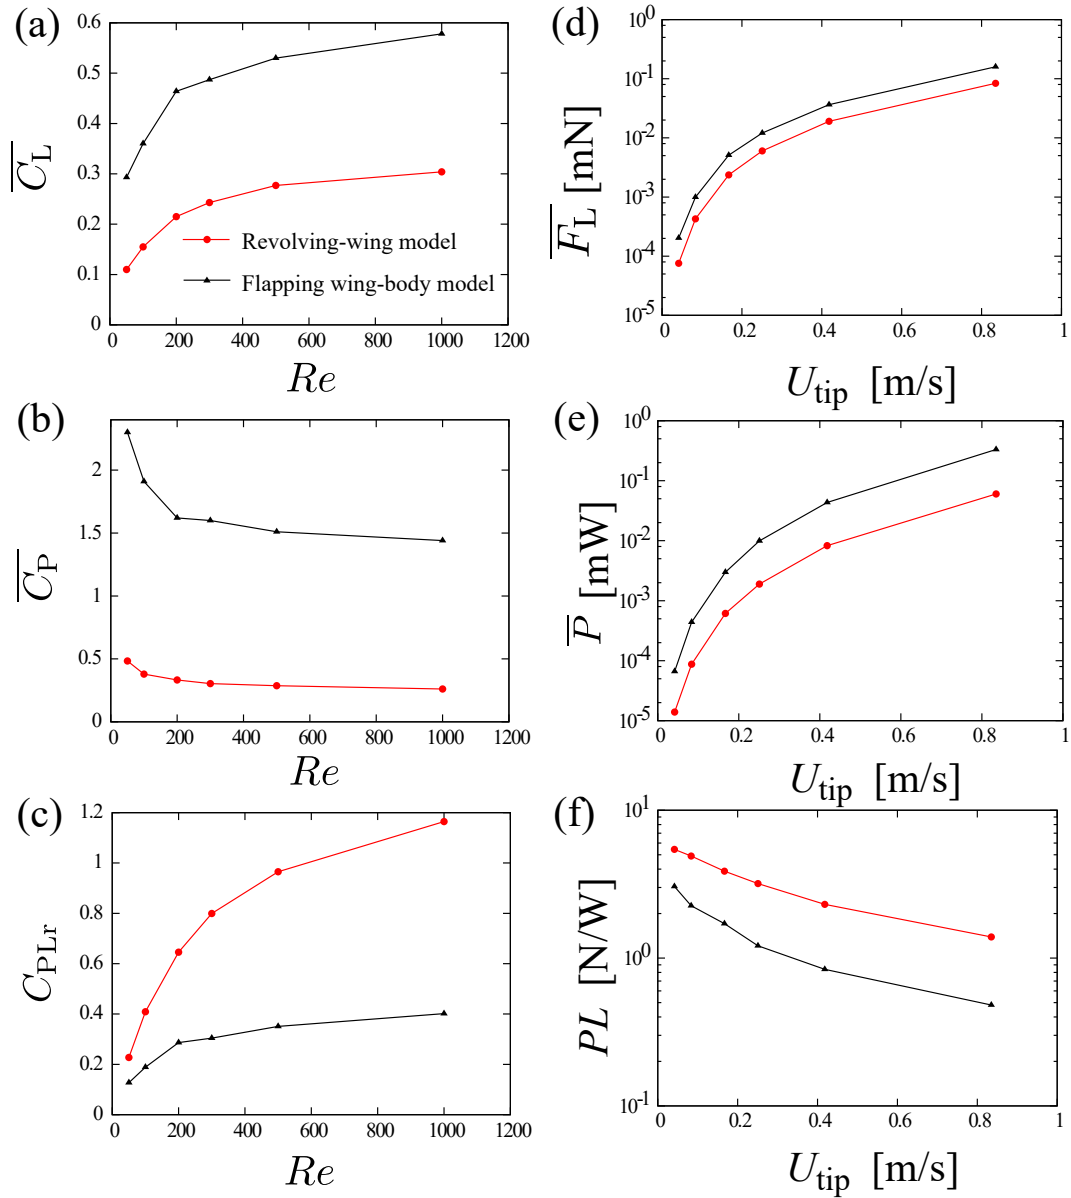 (a)
0.6
0.5
0.4
0.3
0.2
0.1
0
C̅_L
Revolving-wing model
Flapping wing-body model
0 200 400 600 800 1000 1200
Re
(b)
2
1.5
1
0.5
0
C̅_P
0 200 400 600 800 1000 1200
Re
(c)
1.2
1
0.8
0.6
0.4
0.2
0
C_PLr
0 200 400 600 800 1000 1200
Re
(d)
10^0
10^-1
10^-2
10^-3
10^-4
10^-5
F̅_L [mN]
0 0.2 0.4 0.6 0.8 1
U_tip [m/s]
(e)
10^0
10^-1
10^-2
10^-3
10^-4
10^-5
P̅ [mW]
0 0.2 0.4 0.6 0.8 1
U_tip [m/s]
(f)
10^1
10^0
10^-1
PL [N/W]
0 0.2 0.4 0.6 0.8 1
U_tip [m/s]